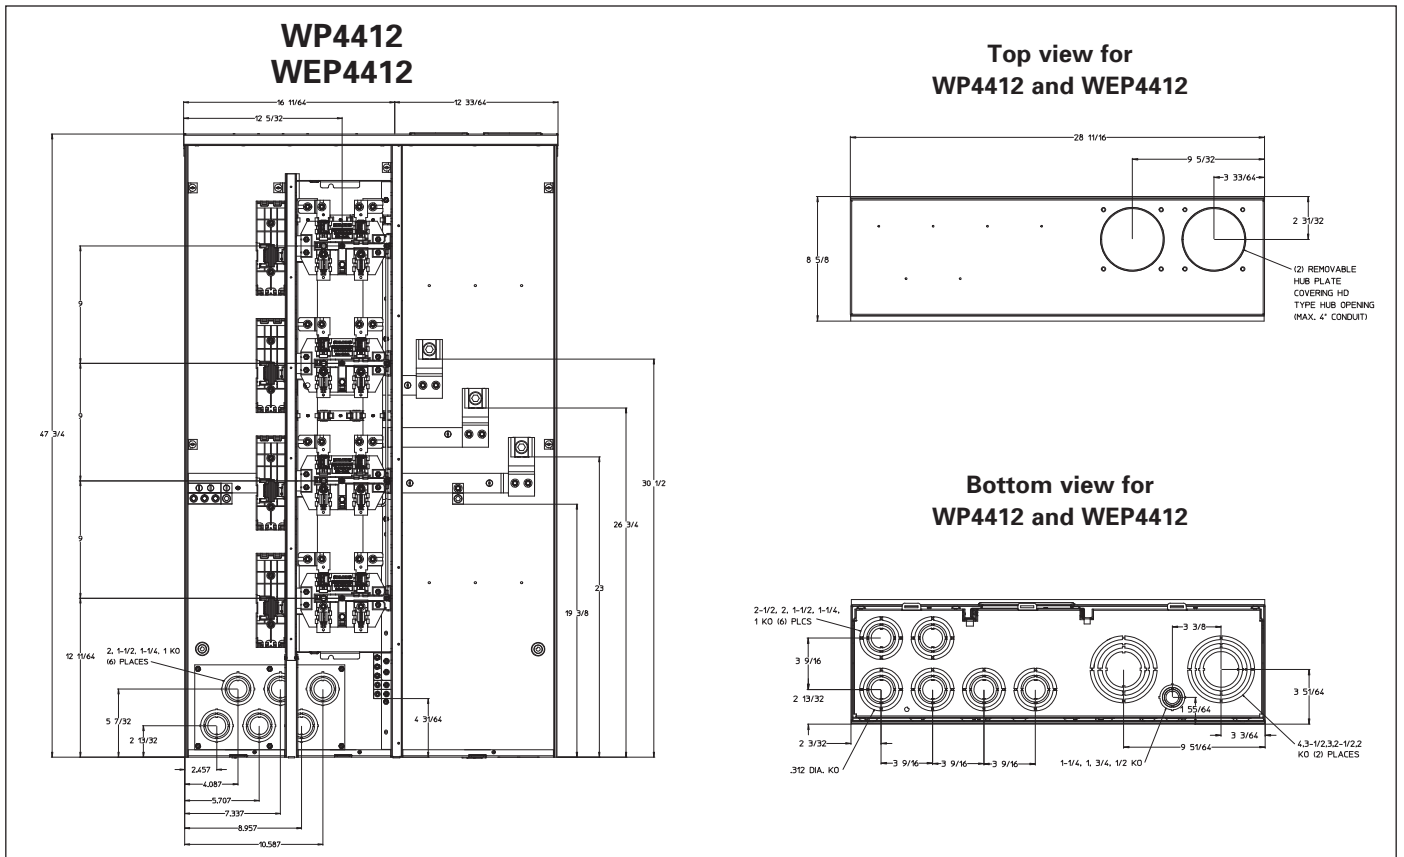 WP4412
WEP4412
16 11/64
12 33/64
12 5/32
47 3/4
9
9
9
12 11/64
2, 1-1/2, 1-1/4, 1 KO
(6) PLACES
5 7/32
2 13/32
2.457
4.087
5.707
7.337
8.957
10.587
4 31/64
19 3/8
23
26 3/4
30 1/2
Top view for
WP4412 and WEP4412
28 11/16
9 5/32
3 33/64
2 31/32
8 5/8
(2) REMOVABLE
HUB PLATE
COVERING HD
TYPE HUB OPENING
(MAX. 4" CONDUIT)
Bottom view for
WP4412 and WEP4412
2-1/2, 2, 1-1/2, 1-1/4,
1 KO (6) PLCS
3 9/16
2 13/32
2 3/32
.312 DIA. KO
3 9/16
3 9/16
3 9/16
3 3/8
3 51/64
1 55/64
3 3/64
9 51/64
1-1/4, 1, 3/4, 1/2 KO
4,3-1/2,3,2-1/2,2
KO (2) PLACES